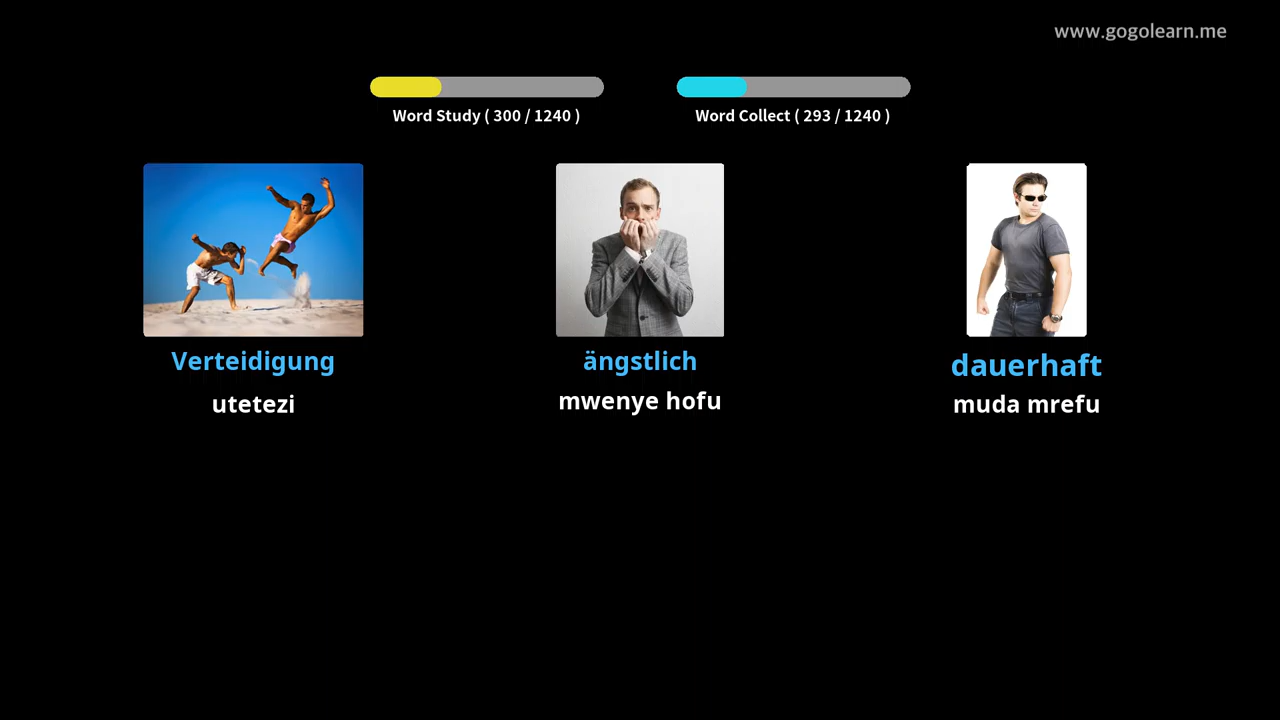 www.gogolearn.me
Word Study ( 300 / 1240 )
Word Collect ( 293 / 1240 )
Verteidigung
utetezi
ängstlich
mwenye hofu
dauerhaft
muda mrefu